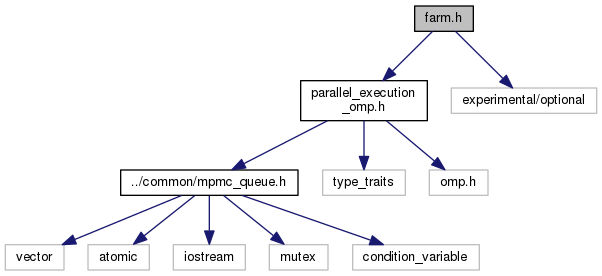 farm.h
parallel_execution
_omp.h
experimental/optional
../common/mpmc_queue.h
type_traits
omp.h
vector
atomic
iostream
mutex
condition_variable